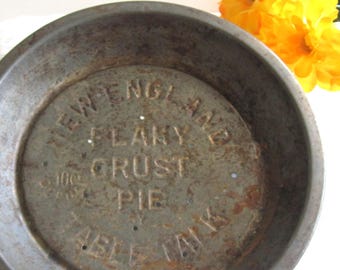 NEW ENGLAND
FLAKY
CRUST
PIE
TABLE TALK